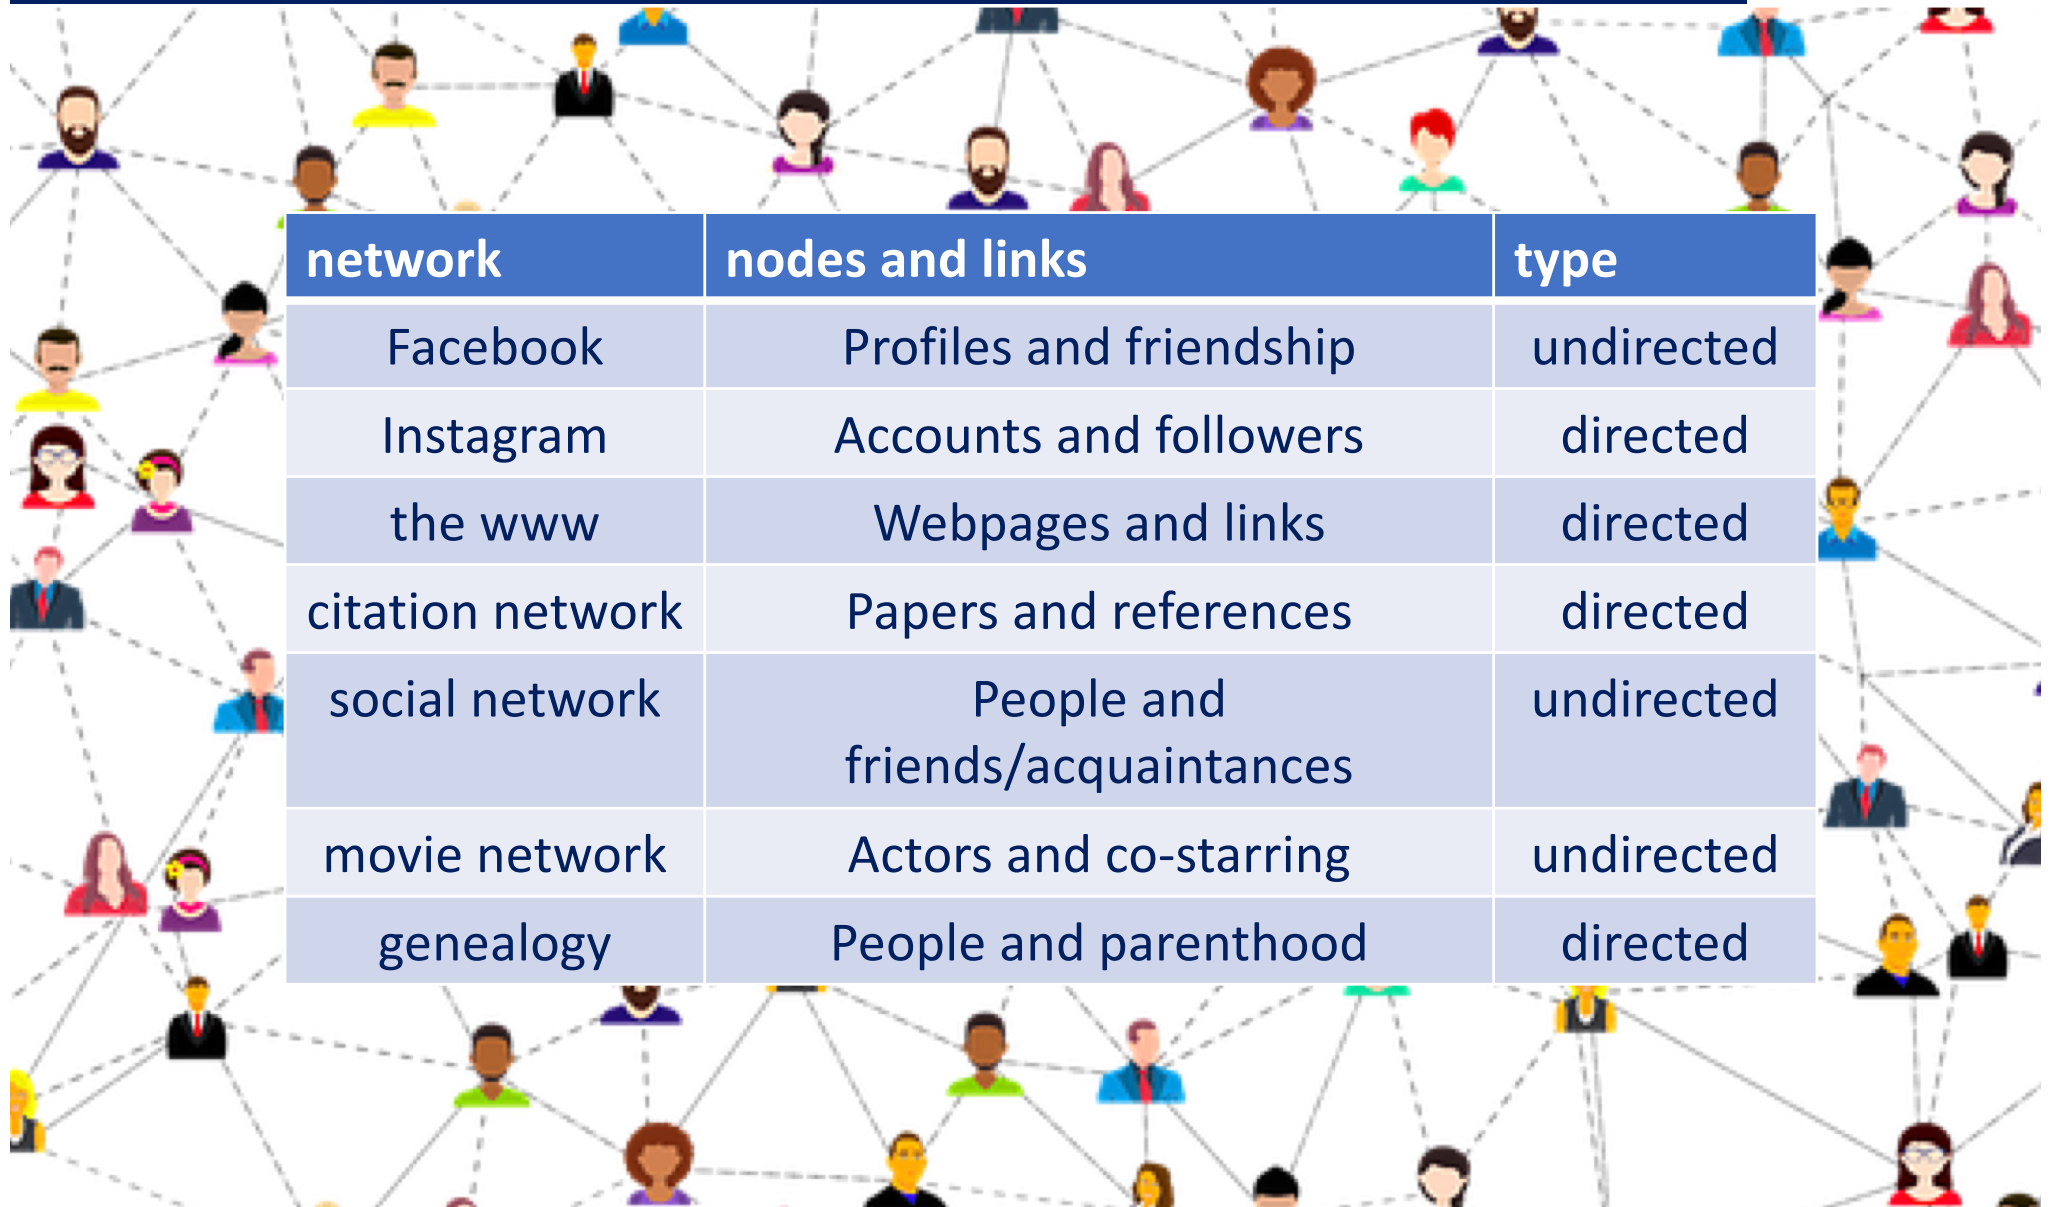 network nodes and links type
Facebook Profiles and friendship undirected
Instagram Accounts and followers directed
the www Webpages and links directed
citation network Papers and references directed
social network People and undirected
friends/acquaintances
movie network Actors and co-starring undirected
genealogy People and parenthood directed